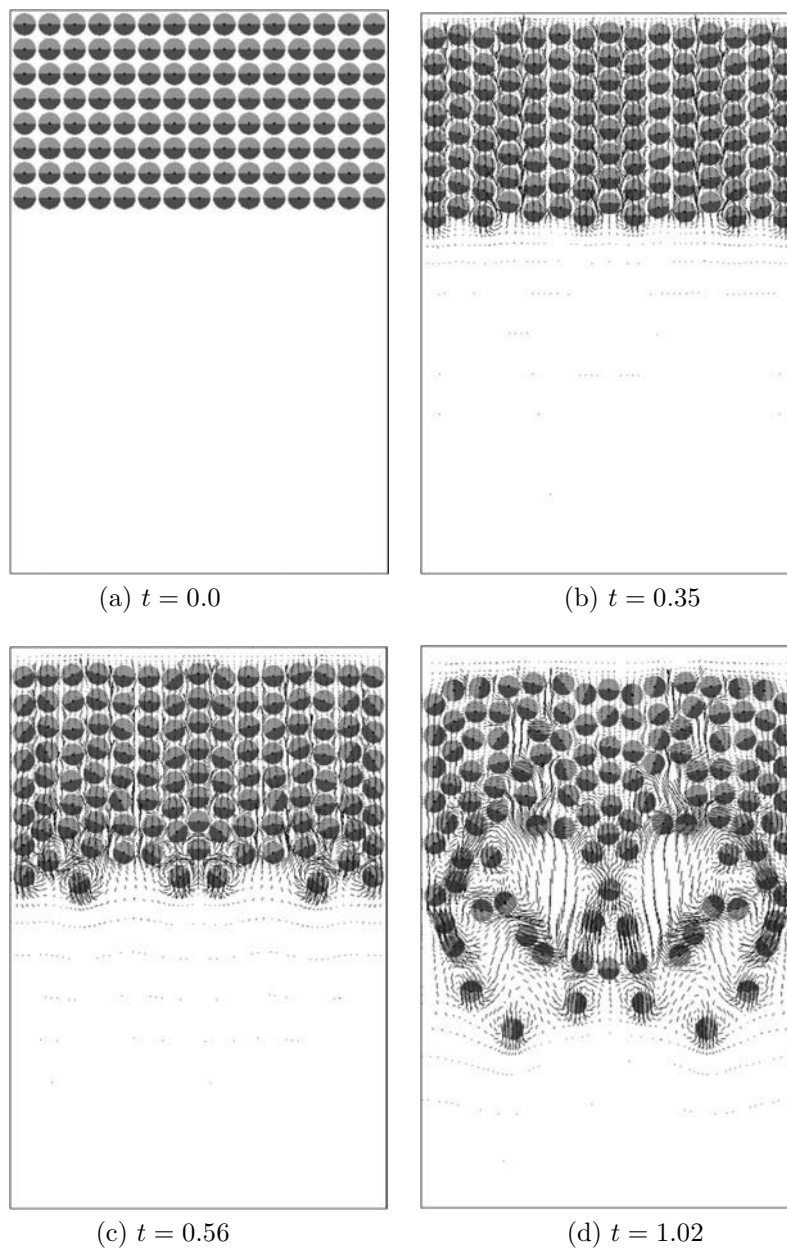 (a) t = 0.0
(b) t = 0.35
(c) t = 0.56
(d) t = 1.02